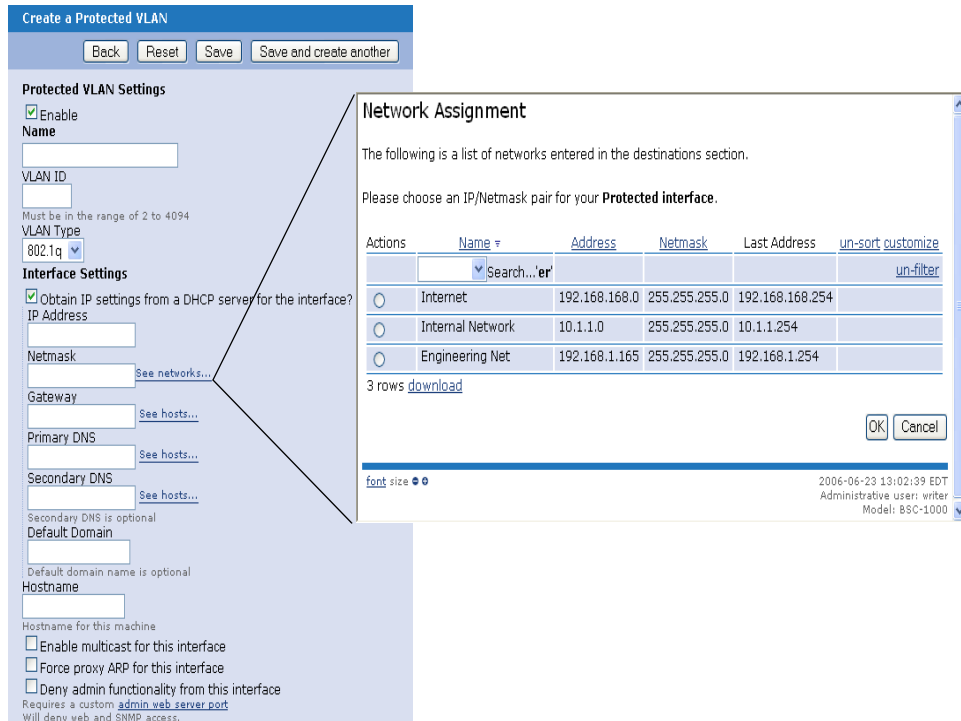 Create a Protected VLAN
Back Reset Save Save and create another
Protected VLAN Settings
Enable
Name
VLAN ID
Must be in the range of 2 to 4094
VLAN Type
802.1q
Interface Settings
Obtain IP settings from a DHCP server for the interface?
IP Address
Netmask
See networks...
Gateway
See hosts...
Primary DNS
See hosts...
Secondary DNS
See hosts...
Secondary DNS is optional
Default Domain
Default domain name is optional
Hostname
Hostname for this machine
Enable multicast for this interface
Force proxy ARP for this interface
Deny admin functionality from this interface
Requires a custom admin web server port
Will deny web and SNMP access.
Network Assignment
The following is a list of networks entered in the destinations section.
Please choose an IP/Netmask pair for your Protected interface.
Actions Name Address Netmask Last Address un-sort customize
Search...'er' un-filter
Internet 192.168.168.0 255.255.255.0 192.168.168.254
Internal Network 10.1.1.0 255.255.255.0 10.1.1.254
Engineering Net 192.168.1.165 255.255.255.0 192.168.1.254
3 rows download
OK Cancel
font size
2006-06-23 13:02:39 EDT
Administrative user: writer
Model: BSC-1000